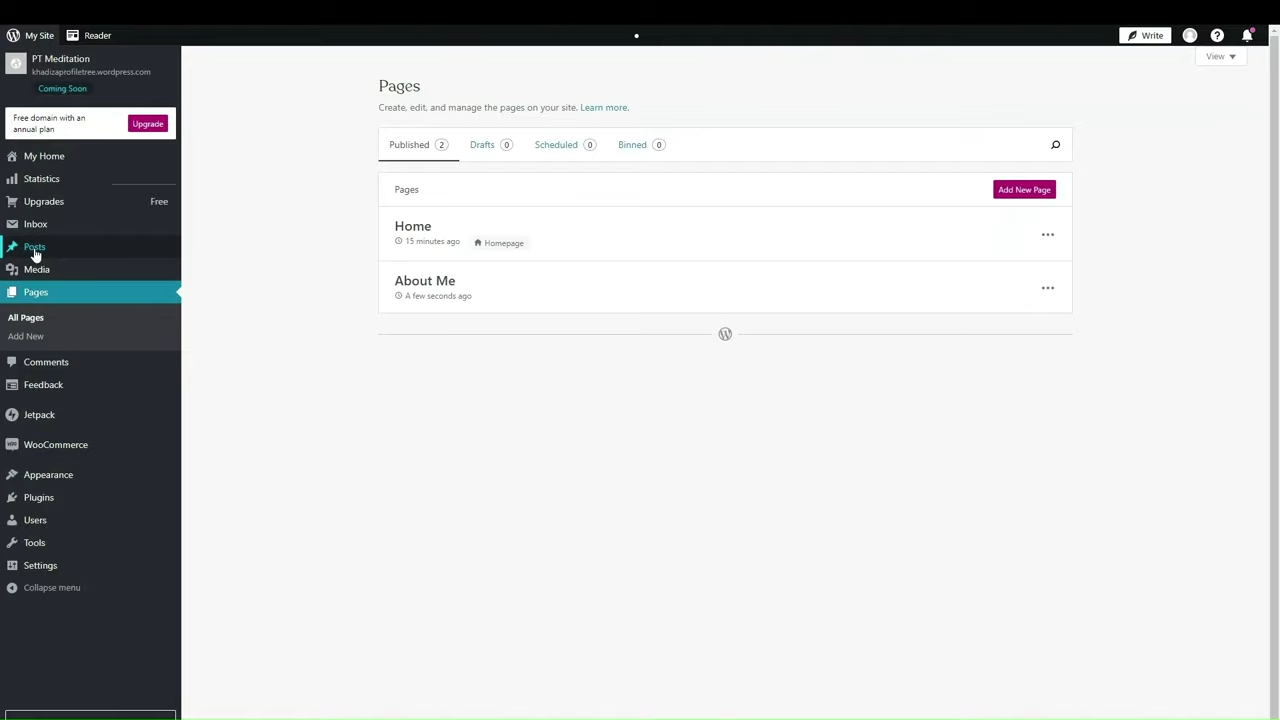 My Site
Reader
Write
PT Meditation
khadizaprofiletree.wordpress.com
Coming Soon
Free domain with an
annual plan
Upgrade
My Home
Statistics
Upgrades Free
Inbox
Posts
Media
Pages
All Pages
Add New
Comments
Feedback
Jetpack
WooCommerce
Appearance
Plugins
Users
Tools
Settings
Collapse menu
View
Pages
Create, edit, and manage the pages on your site. Learn more.
Published 2 Drafts 0 Scheduled 0 Binned 0
Pages
Add New Page
Home
15 minutes ago Homepage
About Me
A few seconds ago